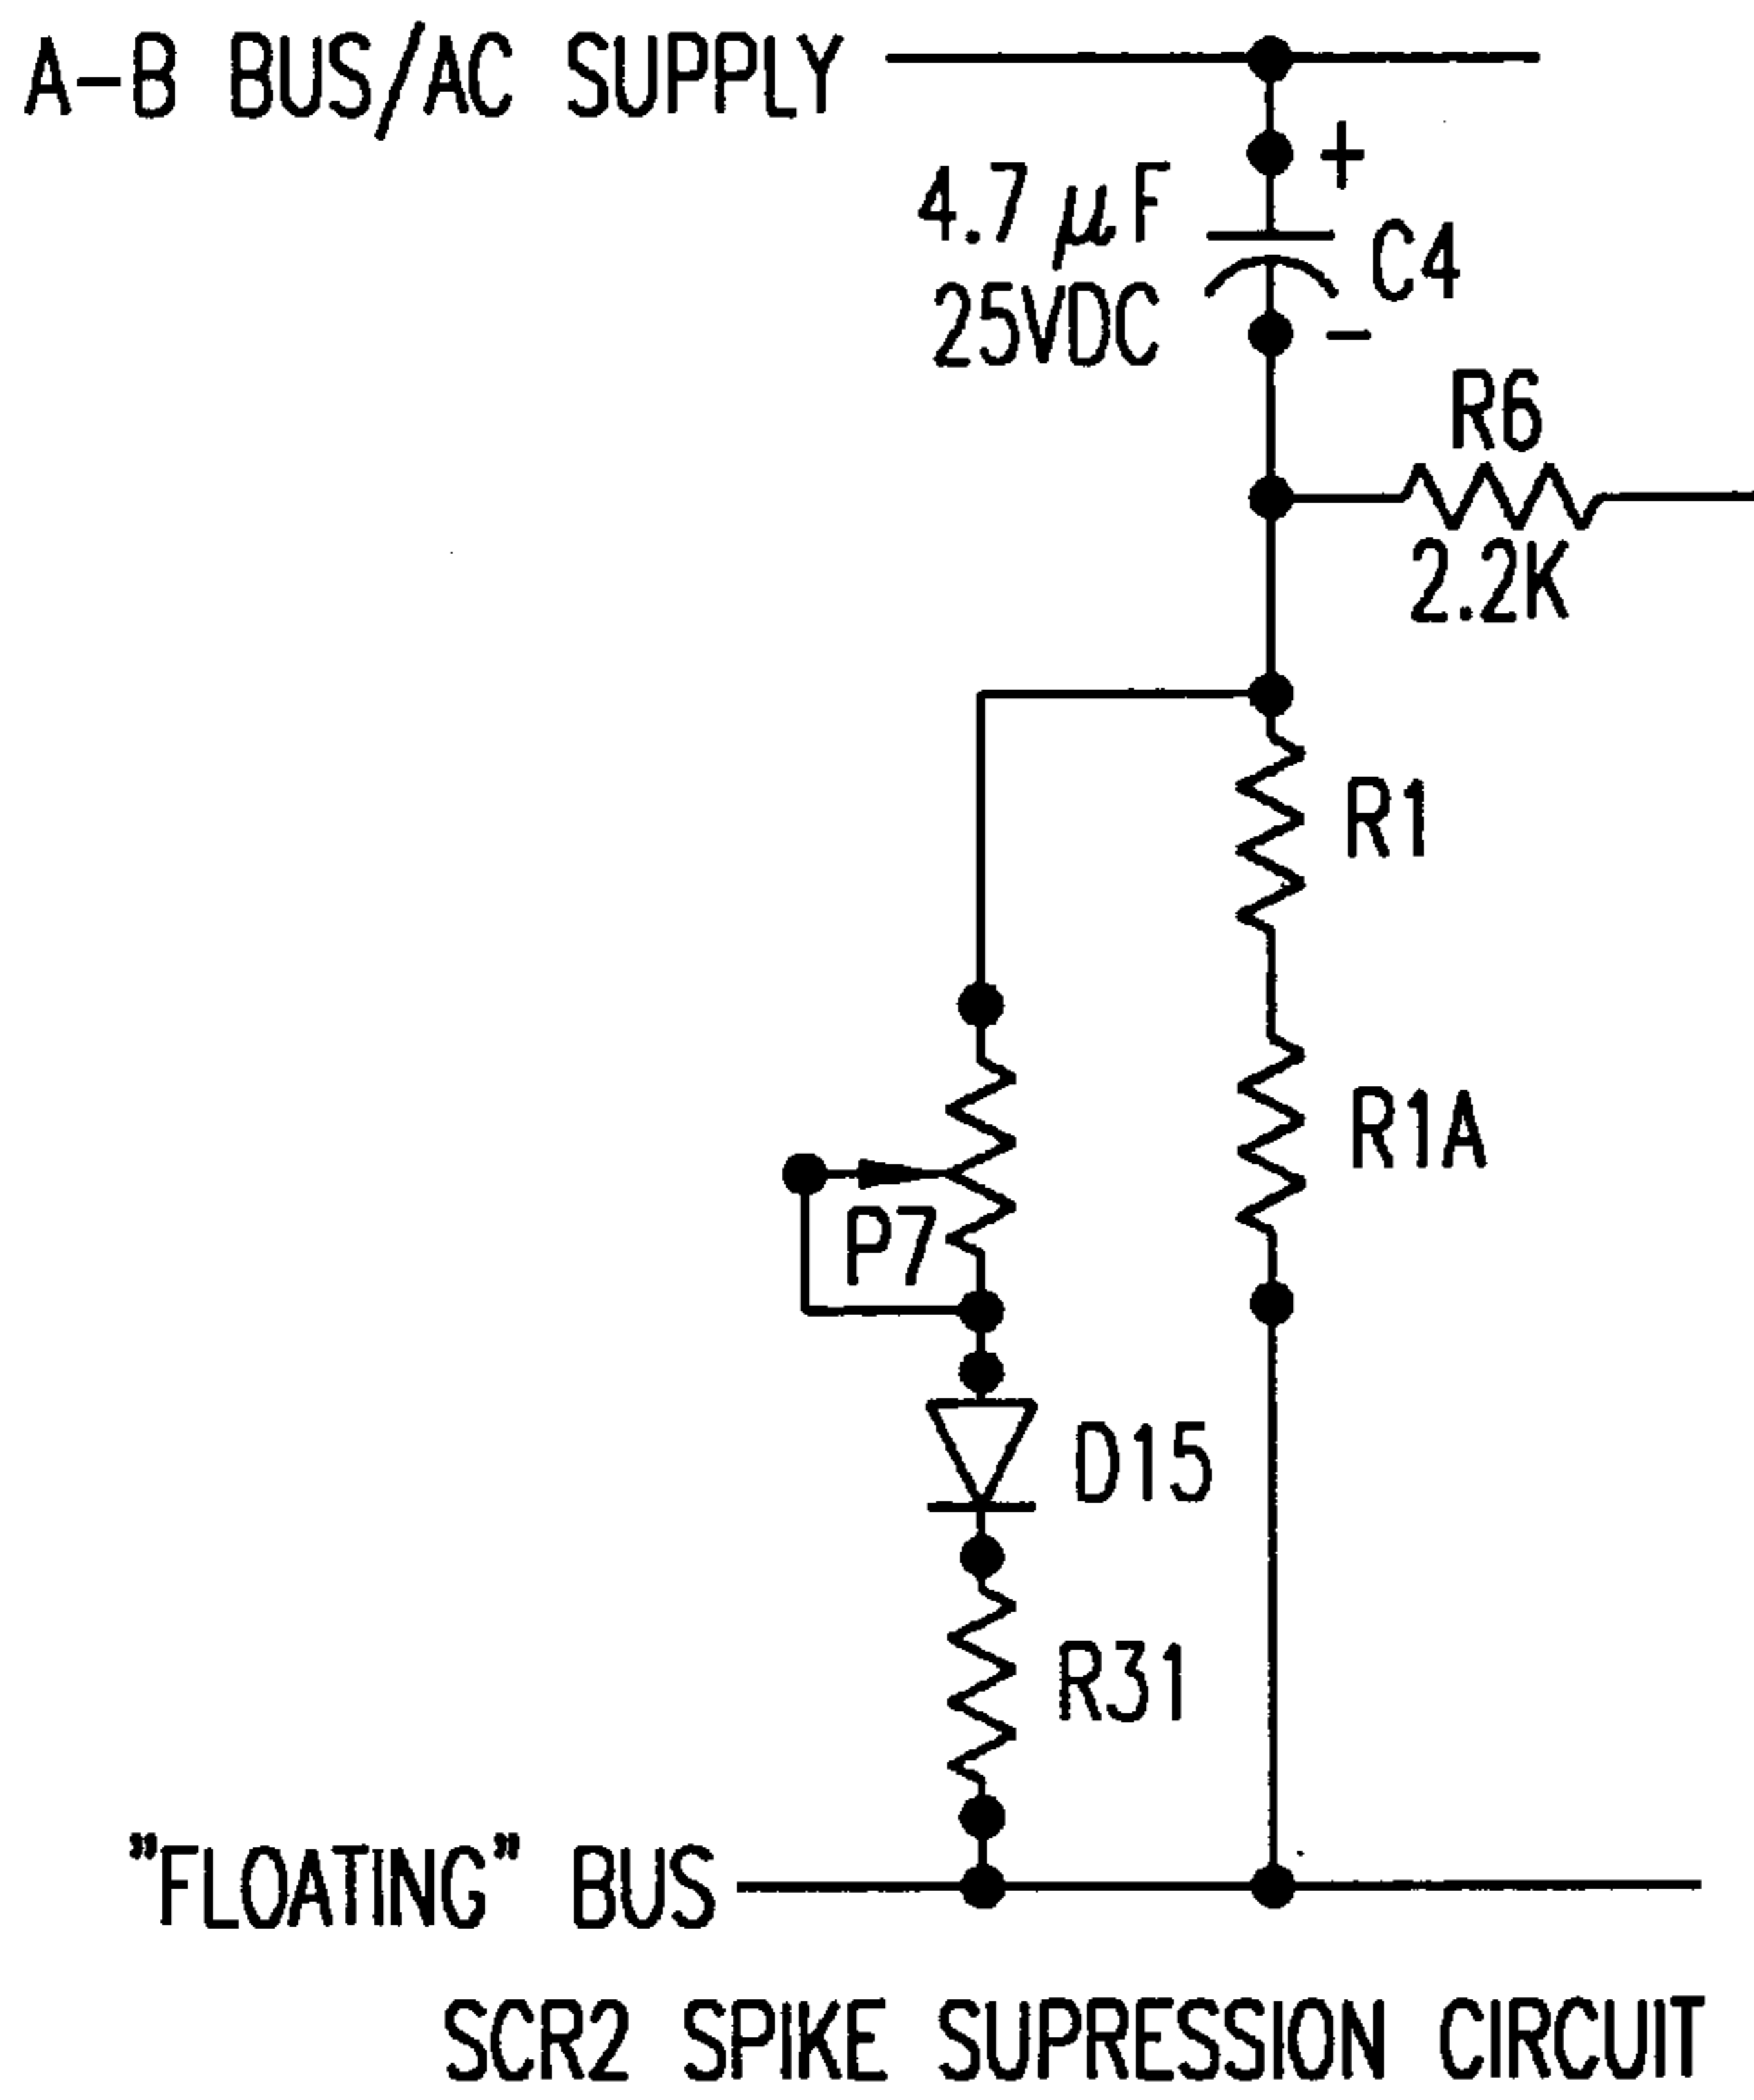 A-B BUS/AC SUPPLY
+
4.7 µF
25VDC
C4
-
R6
2.2K
R1
R1A
P7
D15
R31
"FLOATING" BUS
SCR2 SPIKE SUPRESSION CIRCUIT